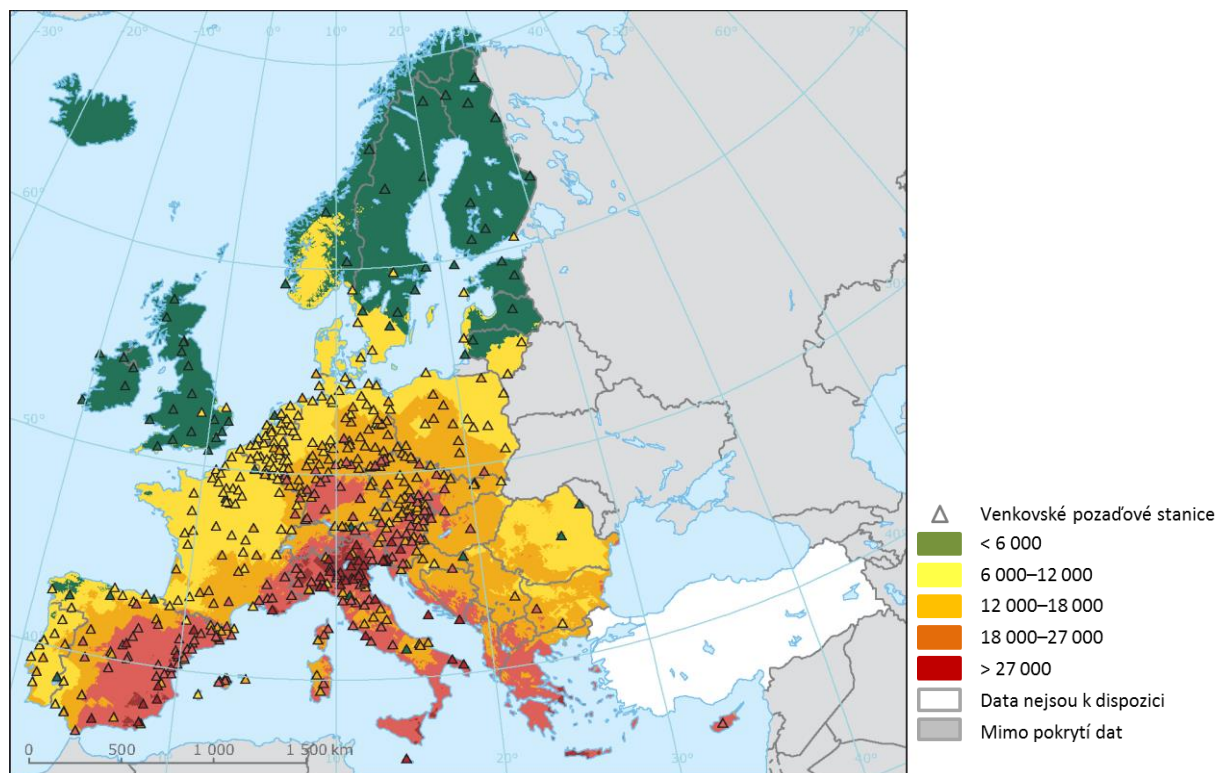 -30° -20° -10° 0° 10° 20° 30° 40° 50° 60° 70°
60°
50°
50°
40°
40°
0 500 1 000 1 500 km
20° 30° 40°
Venkovské pozaďové stanice
< 6 000
6 000–12 000
12 000–18 000
18 000–27 000
> 27 000
Data nejsou k dispozici
Mimo pokrytí dat